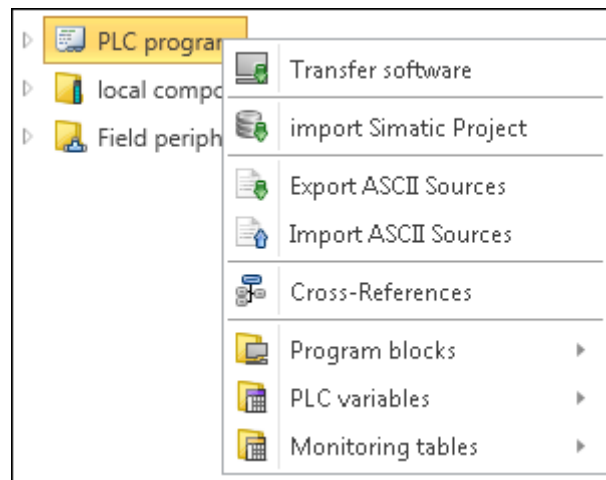 PLC progran
Transfer software
local compo
import Simatic Project
Field periph
Export ASCII Sources
Import ASCII Sources
Cross-References
Program blocks
PLC variables
Monitoring tables